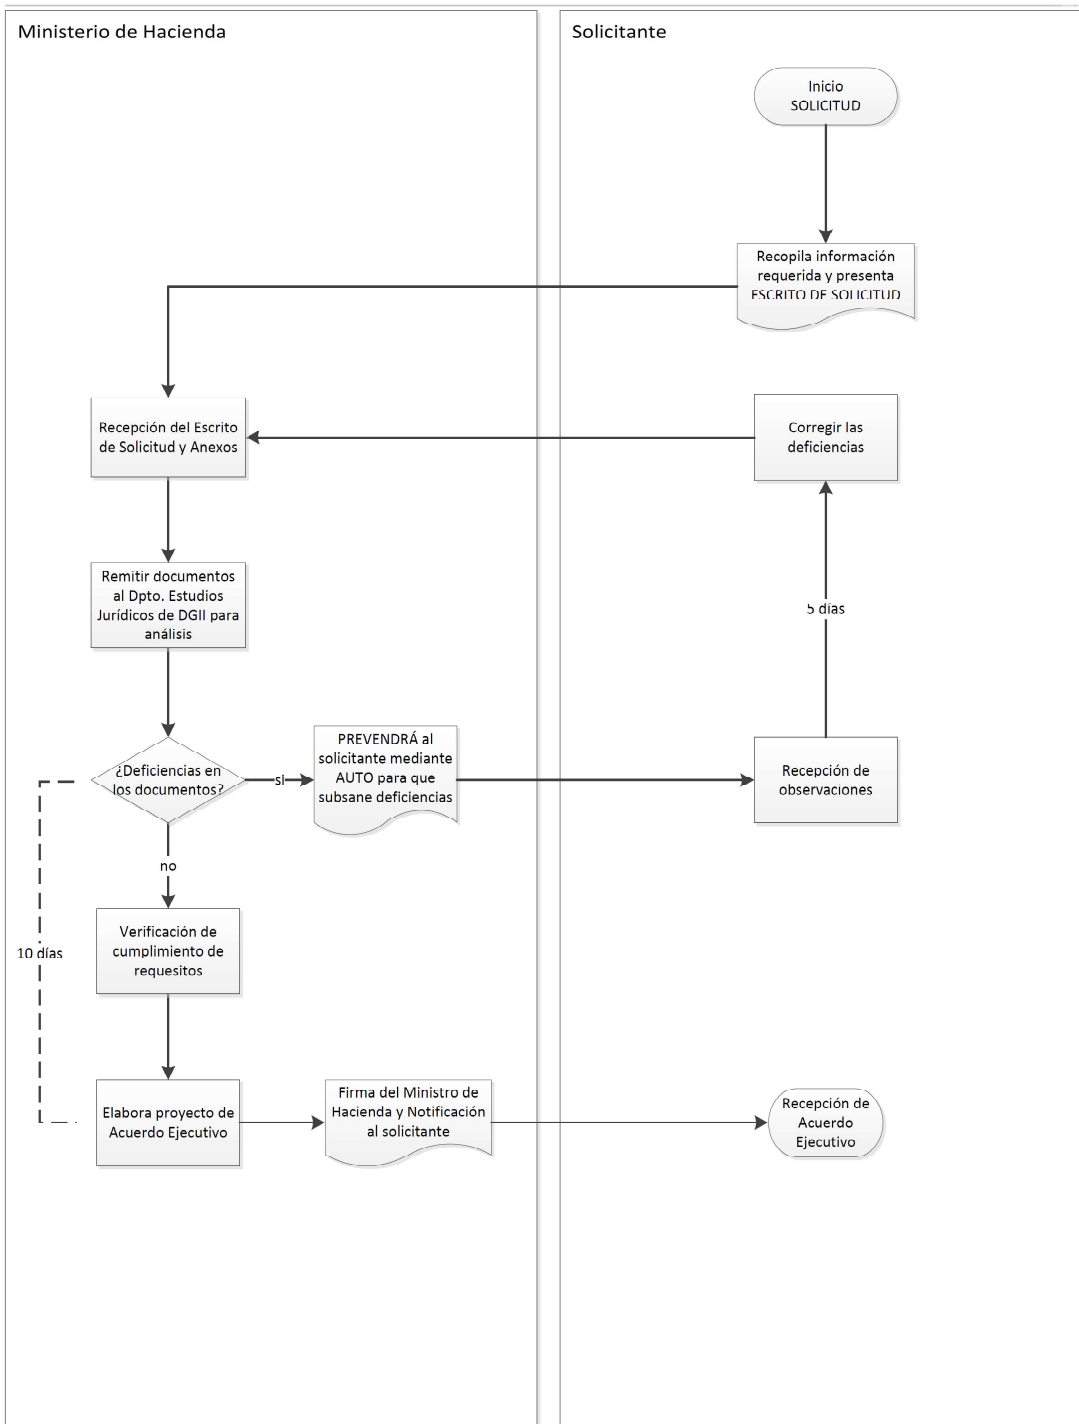 Ministerio de Hacienda
Solicitante
Inicio
SOLICITUD
Recopila información
requerida y presenta
ESCRITO DE SOLICITUD
Recepción del Escrito
de Solicitud y Anexos
Corregir las
deficiencias
Remitir documentos
al Dpto. Estudios
Jurídicos de DGII para
análisis
5 días
¿Deficiencias en
los documentos?
si
PREVENDRÁ al
solicitante mediante
AUTO para que
subsane deficiencias
Recepción de
observaciones
no
10 días
Verificación de
cumplimiento de
requesitos
Elabora proyecto de
Acuerdo Ejecutivo
Firma del Ministro de
Hacienda y Notificación
al solicitante
Recepción de
Acuerdo
Ejecutivo